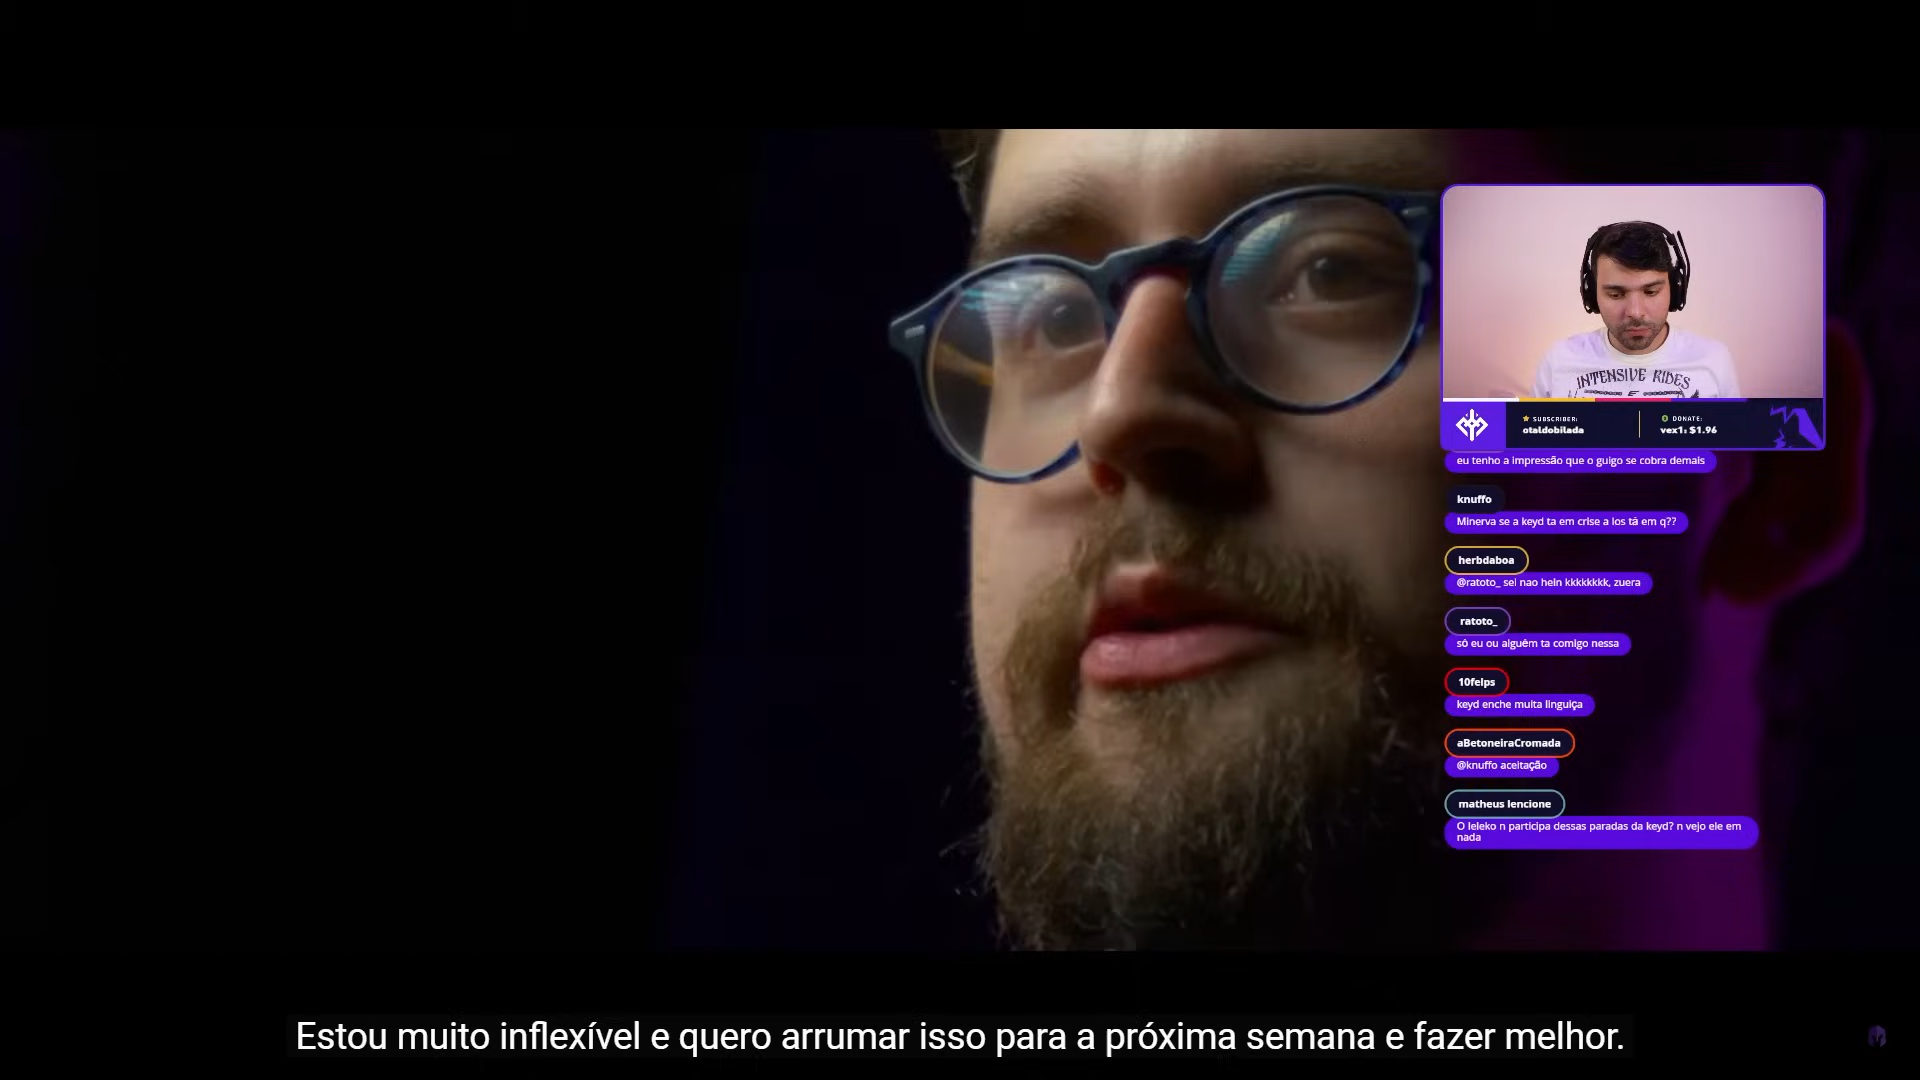 INTENSIVE RIDES
SUBSCRIBER:
otaldobilada
DONATE:
vex1: $1.96
eu tenho a impressão que o guigo se cobra demais
knuffo
Minerva se a keyd ta em crise a los tá em q??
herbdaboa
@ratoto_ sei nao hein kkkkkkkk, zuera
ratoto_
só eu ou alguém ta comigo nessa
10felps
keyd enche muita linguiça
aBetoneiraCromada
@knuffo aceitação
matheus lencione
O leleko n participa dessas paradas da keyd? n vejo ele em
nada
Estou muito inflexível e quero arrumar isso para a próxima semana e fazer melhor.